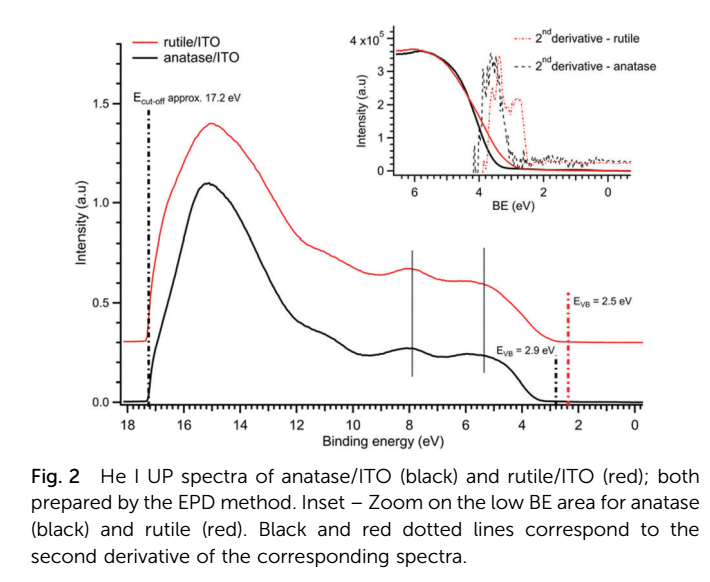 rutile/ITO
anatase/ITO
E_cut-off approx. 17.2 eV
1.5
1.0
0.5
0.0
Intensity (a.u)
18
16
14
12
10
8
6
4
2
0
Binding energy (eV)
E_VB = 2.5 eV
E_VB = 2.9 eV
4 x10^5
3
2
1
0
Intensity (a.u)
6
4
2
0
BE (eV)
2^nd derivative - rutile
2^nd derivative - anatase
Fig. 2 He I UP spectra of anatase/ITO (black) and rutile/ITO (red); both
prepared by the EPD method. Inset – Zoom on the low BE area for anatase
(black) and rutile (red). Black and red dotted lines correspond to the
second derivative of the corresponding spectra.